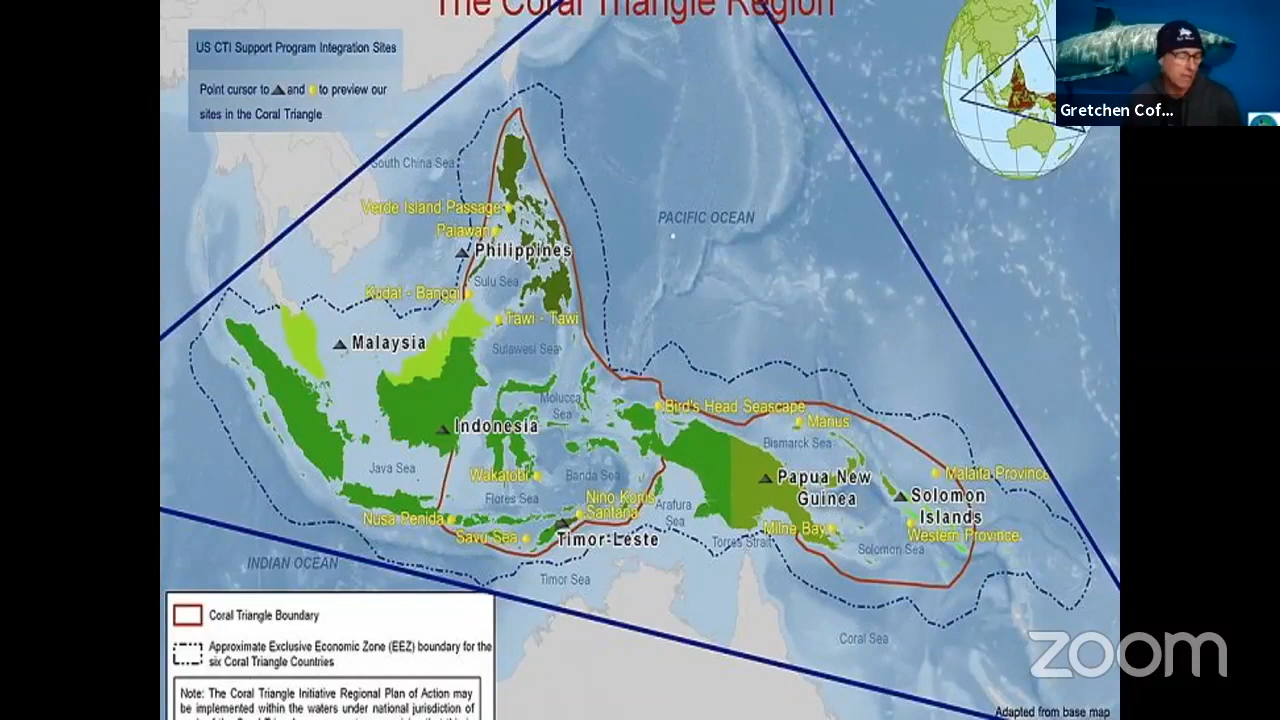 The Coral Triangle Region
US CTI Support Program Integration Sites
Point cursor to and to preview our
sites in the Coral Triangle
Gretchen Cof...
South China Sea
Verde Island Passage
PACIFIC OCEAN
Palawan
Philippines
Sulu Sea
Kudat - Banggi
Tawi - Tawi
Malaysia
Sulawesi Sea
Molucca
Sea
Bird's Head Seascape
Manus
Indonesia
Bismarck Sea
Java Sea
Wakatobi
Banda Sea
Papua New
Guinea
Malaita Province
Flores Sea
Nino Konis
Santana
Arafura
Sea
Solomon
Islands
Nusa Penida
Savu Sea
Timor-Leste
Milne Bay
Western Province
Torres Strait
Solomon Sea
INDIAN OCEAN
Timor Sea
Coral Sea
Coral Triangle Boundary
Approximate Exclusive Economic Zone (EEZ) boundary for the
six Coral Triangle Countries
Note: The Coral Triangle Initiative Regional Plan of Action may
be implemented within the waters under national jurisdiction of
zoom
Adapted from base map